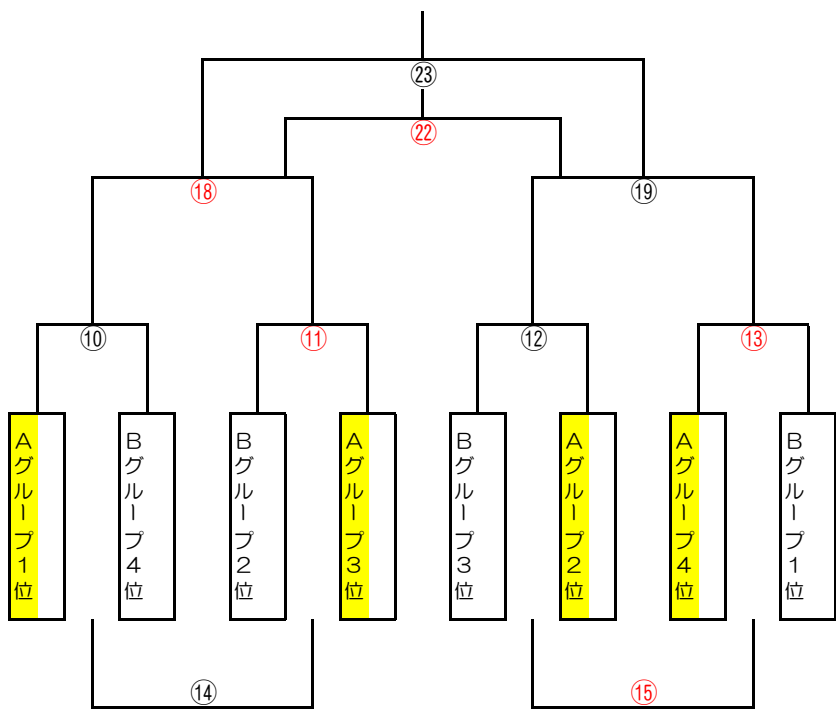 ㉓
㉒
⑱
⑲
⑩
⑪
⑫
⑬
Aグループ1位
Bグループ4位
Bグループ2位
Aグループ3位
Bグループ3位
Aグループ2位
Aグループ4位
Bグループ1位
⑭
⑮